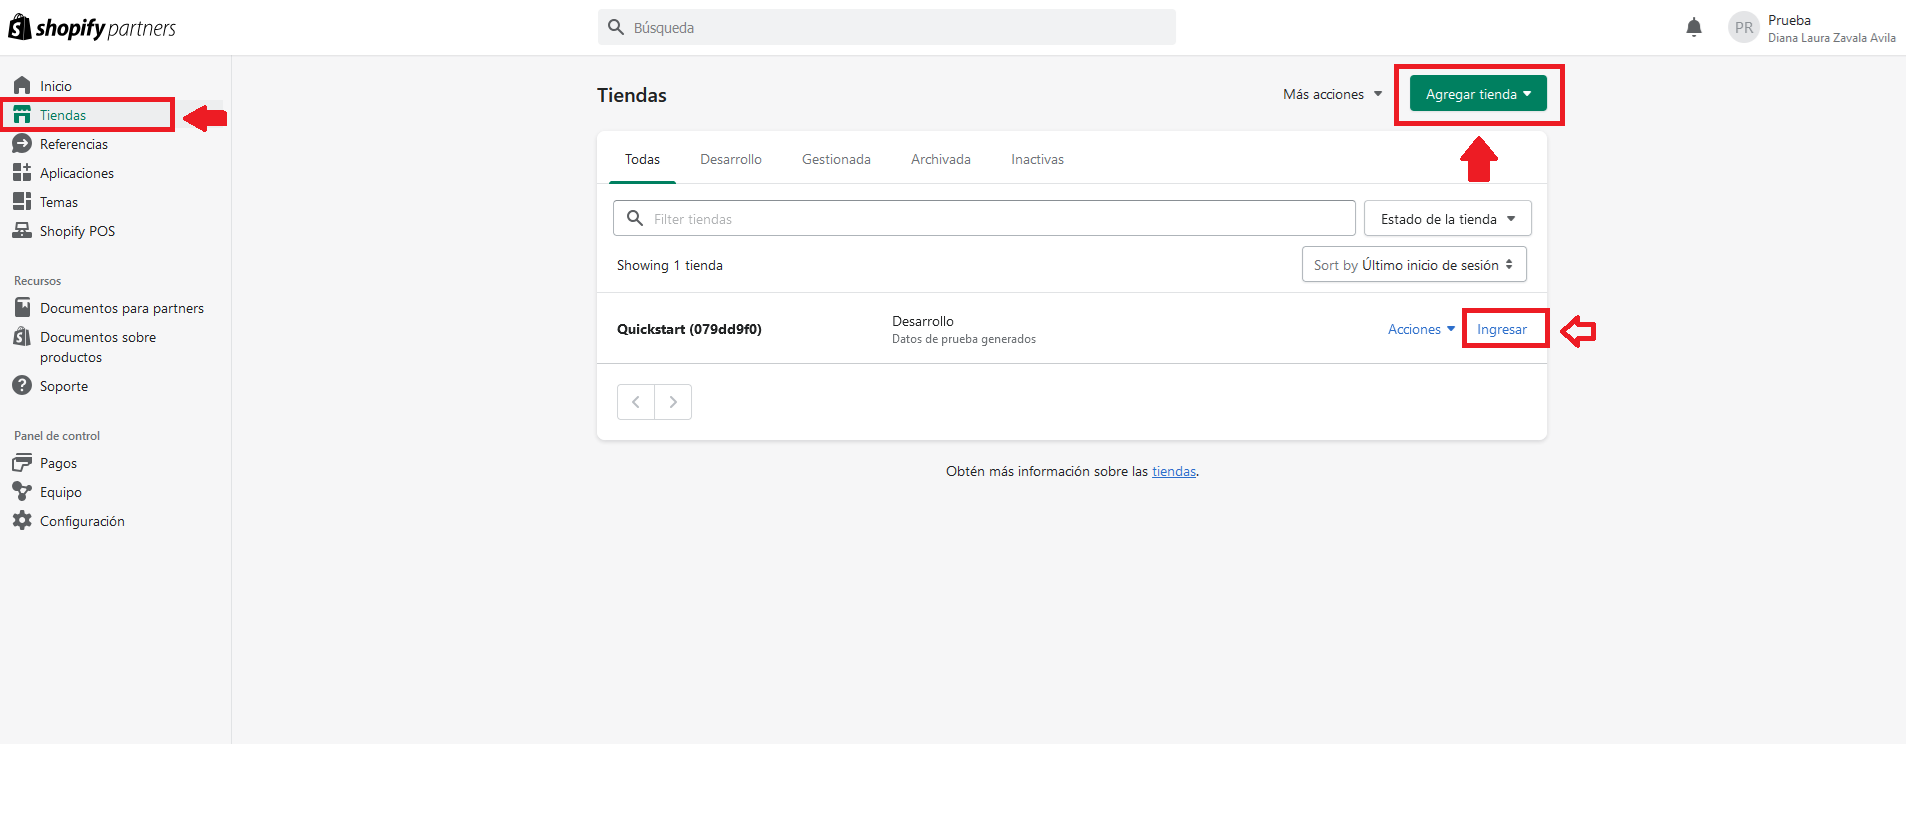 shopify partners
Búsqueda
PR
Prueba
Diana Laura Zavala Avila
Inicio
Tiendas
Referencias
Aplicaciones
Temas
Shopify POS
Recursos
Documentos para partners
Documentos sobre
productos
Soporte
Panel de control
Pagos
Equipo
Configuración
Tiendas
Más acciones
Agregar tienda
Todas
Desarrollo
Gestionada
Archivada
Inactivas
Filter tiendas
Estado de la tienda
Showing 1 tienda
Sort by Último inicio de sesión
Quickstart (079dd9f0)
Desarrollo
Datos de prueba generados
Acciones
Ingresar
Obtén más información sobre las tiendas.